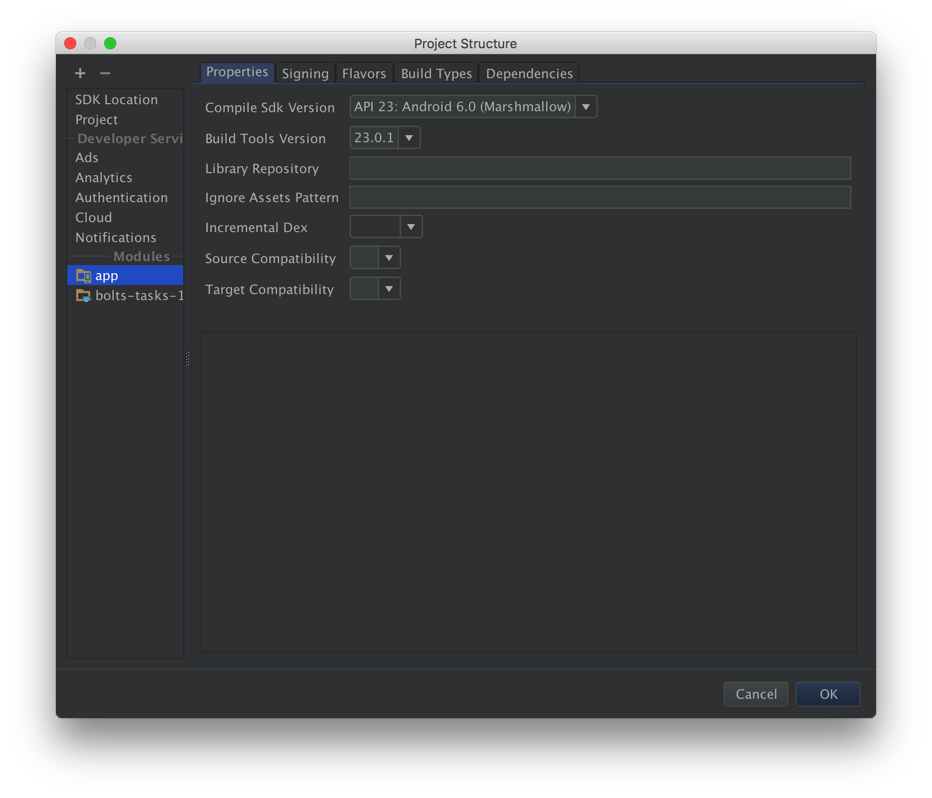 Project Structure
+ −
SDK Location
Project
Developer Servi
Ads
Analytics
Authentication
Cloud
Notifications
Modules
app
bolts-tasks-1
Properties Signing Flavors Build Types Dependencies
Compile Sdk Version API 23: Android 6.0 (Marshmallow)
Build Tools Version 23.0.1
Library Repository
Ignore Assets Pattern
Incremental Dex
Source Compatibility
Target Compatibility
Cancel OK